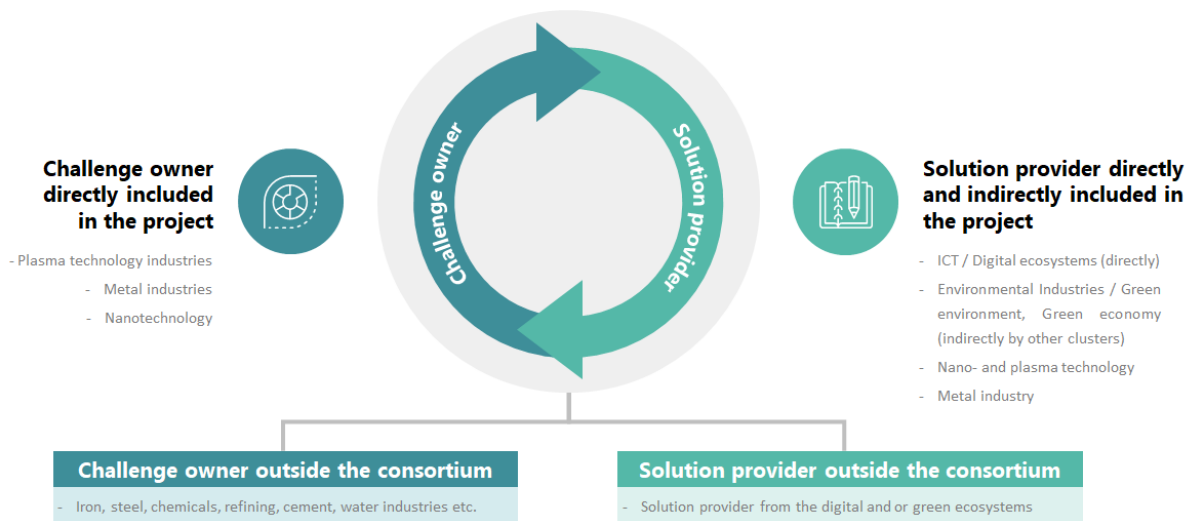 Challenge owner
directly included
in the project
- Plasma technology industries
- Metal industries
- Nanotechnology
Challenge owner
Solution provider
Solution provider directly
and indirectly included in
the project
- ICT / Digital ecosystems (directly)
- Environmental Industries / Green
environment, Green economy
(indirectly by other clusters)
- Nano- and plasma technology
- Metal industry
Challenge owner outside the consortium
- Iron, steel, chemicals, refining, cement, water industries etc.
Solution provider outside the consortium
- Solution provider from the digital and or green ecosystems